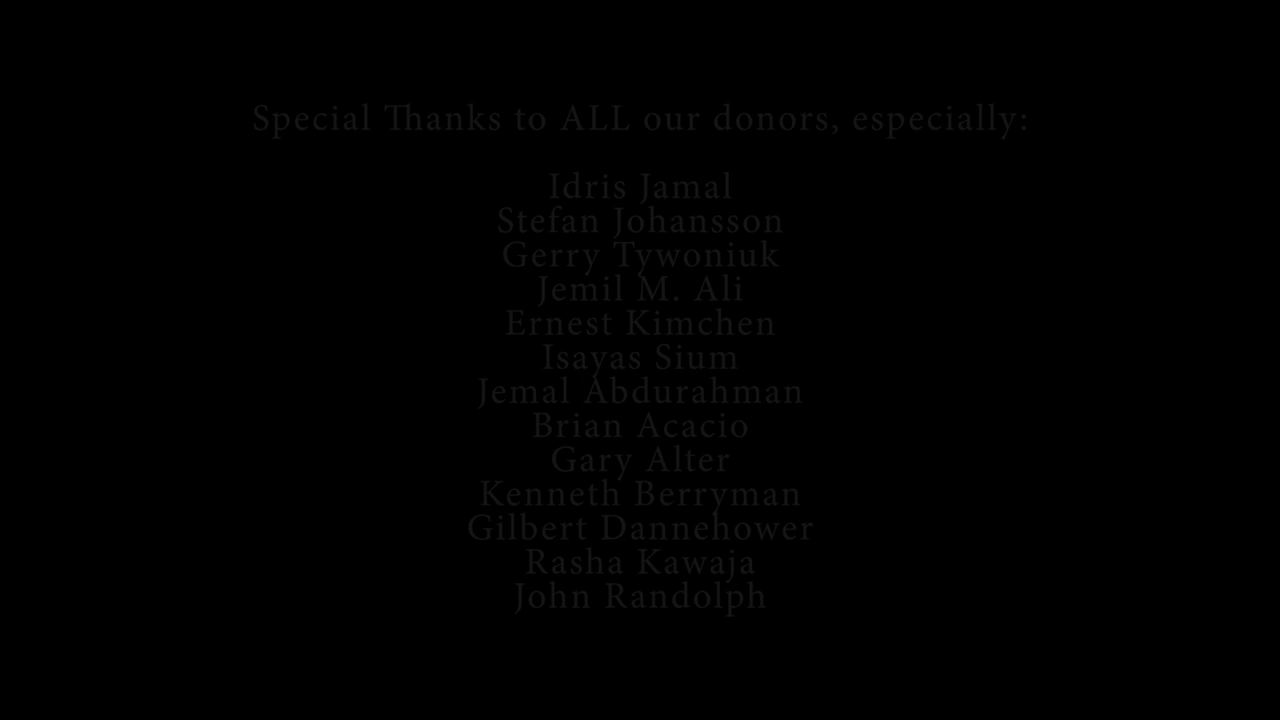 Special Thanks to ALL our donors, especially:
Idris Jamal
Stefan Johansson
Gerry Tywoniuk
Jemil M. Ali
Ernest Kimchen
Isayas Sium
Jemal Abdurahman
Brian Acacio
Gary Alter
Kenneth Berryman
Gilbert Dannehower
Rasha Kawaja
John Randolph